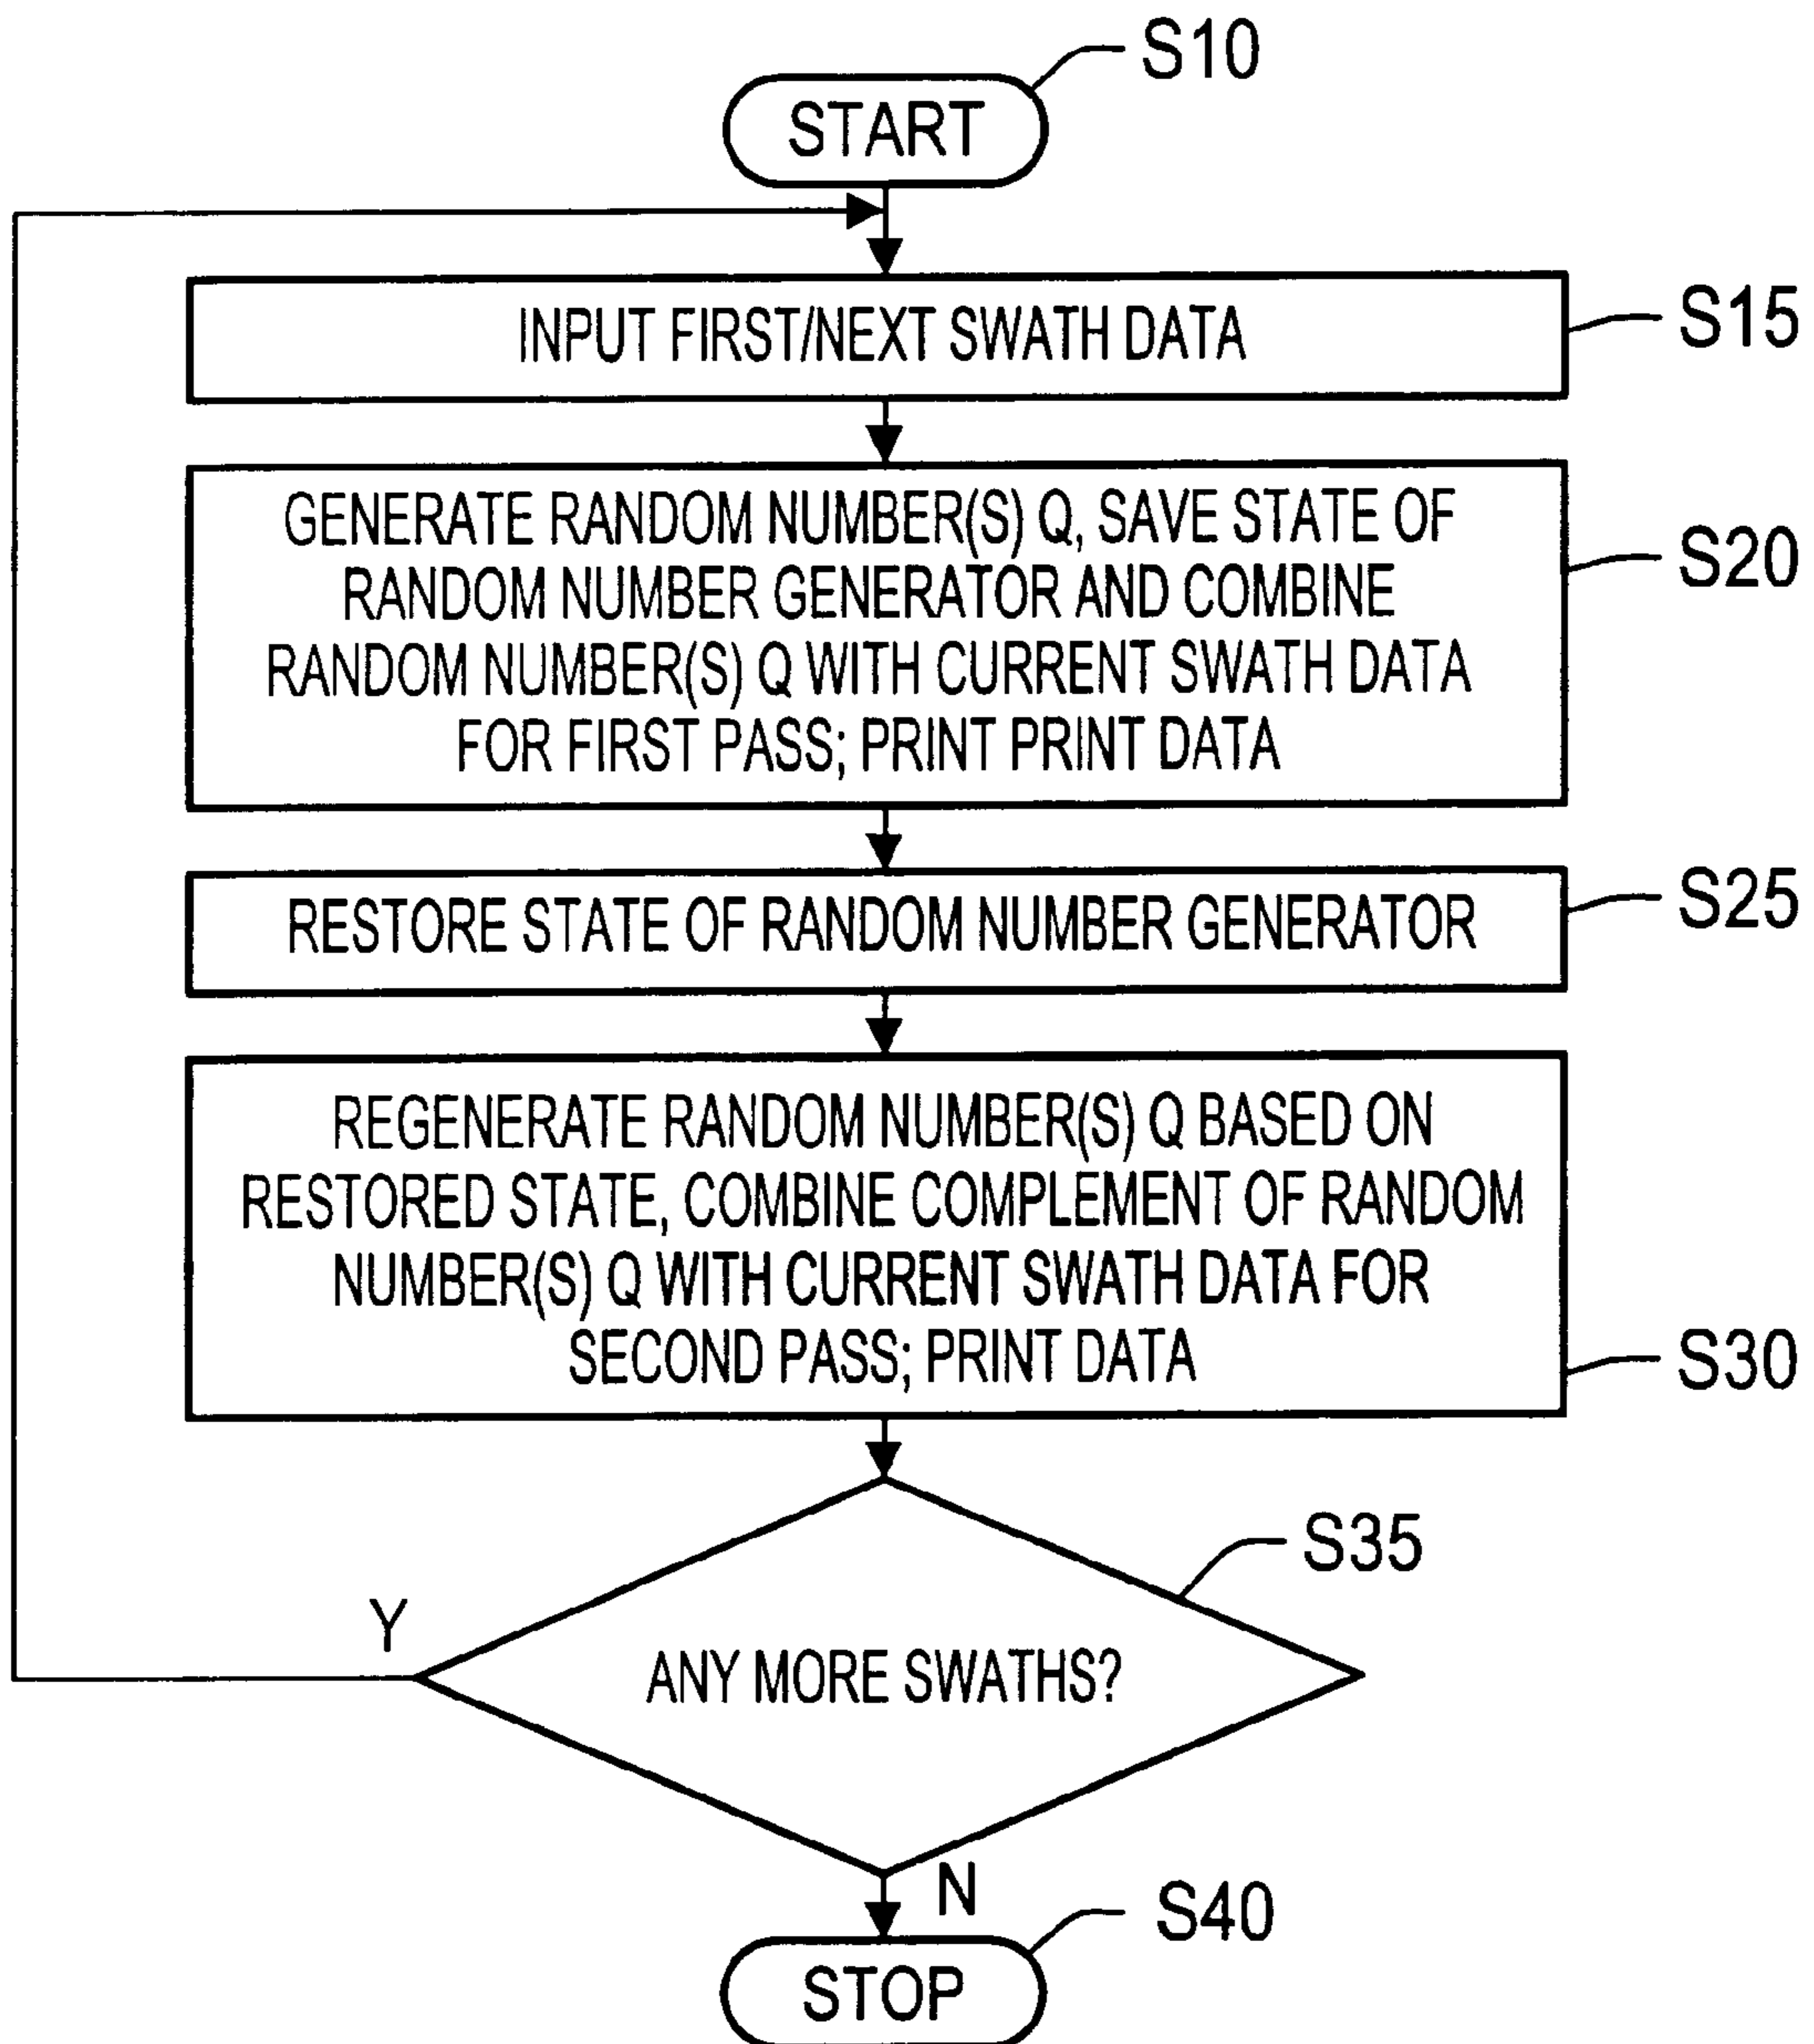 S10
START
INPUT FIRST/NEXT SWATH DATA
S15
GENERATE RANDOM NUMBER(S) Q, SAVE STATE OF
RANDOM NUMBER GENERATOR AND COMBINE
RANDOM NUMBER(S) Q WITH CURRENT SWATH DATA
FOR FIRST PASS; PRINT PRINT DATA
S20
RESTORE STATE OF RANDOM NUMBER GENERATOR
S25
REGENERATE RANDOM NUMBER(S) Q BASED ON
RESTORED STATE, COMBINE COMPLEMENT OF RANDOM
NUMBER(S) Q WITH CURRENT SWATH DATA FOR
SECOND PASS; PRINT DATA
S30
S35
Y
ANY MORE SWATHS?
N
S40
STOP